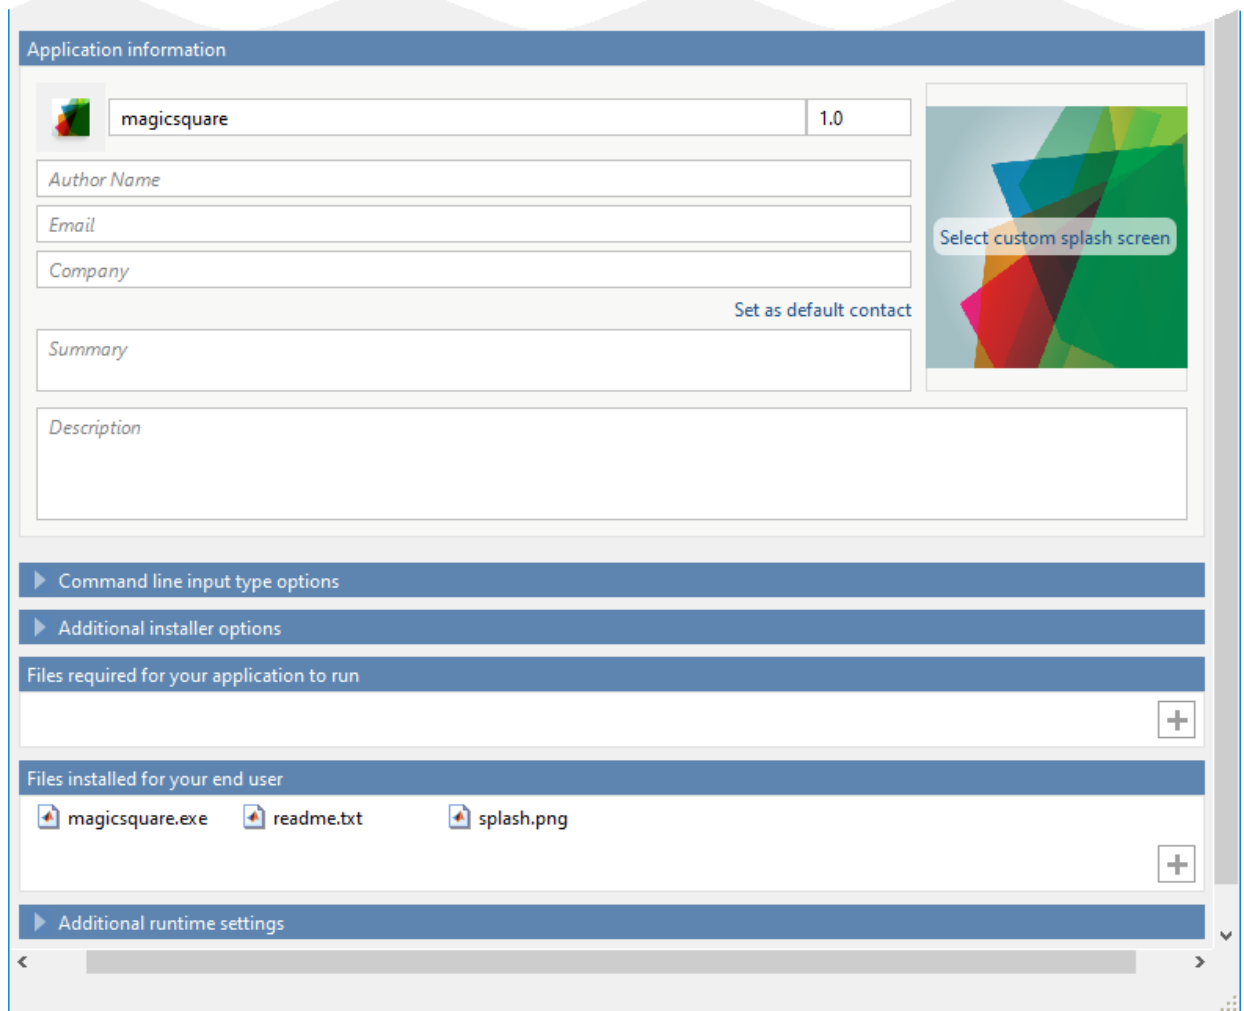 Application information
magicsquare
1.0
Author Name
Email
Company
Select custom splash screen
Set as default contact
Summary
Description
Command line input type options
Additional installer options
Files required for your application to run
Files installed for your end user
magicsquare.exe readme.txt splash.png
Additional runtime settings